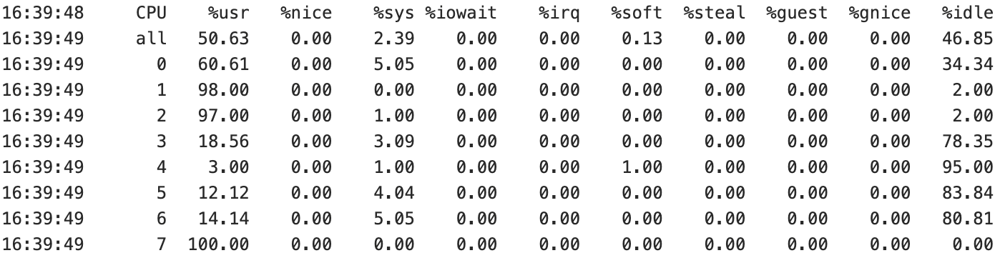 16:39:48 CPU %usr %nice %sys %iowait %irq %soft %steal %guest %gnice %idle
16:39:49 all 50.63 0.00 2.39 0.00 0.00 0.13 0.00 0.00 0.00 46.85
16:39:49 0 60.61 0.00 5.05 0.00 0.00 0.00 0.00 0.00 0.00 34.34
16:39:49 1 98.00 0.00 0.00 0.00 0.00 0.00 0.00 0.00 0.00 2.00
16:39:49 2 97.00 0.00 1.00 0.00 0.00 0.00 0.00 0.00 0.00 2.00
16:39:49 3 18.56 0.00 3.09 0.00 0.00 0.00 0.00 0.00 0.00 78.35
16:39:49 4 3.00 0.00 1.00 0.00 0.00 1.00 0.00 0.00 0.00 95.00
16:39:49 5 12.12 0.00 4.04 0.00 0.00 0.00 0.00 0.00 0.00 83.84
16:39:49 6 14.14 0.00 5.05 0.00 0.00 0.00 0.00 0.00 0.00 80.81
16:39:49 7 100.00 0.00 0.00 0.00 0.00 0.00 0.00 0.00 0.00 0.00